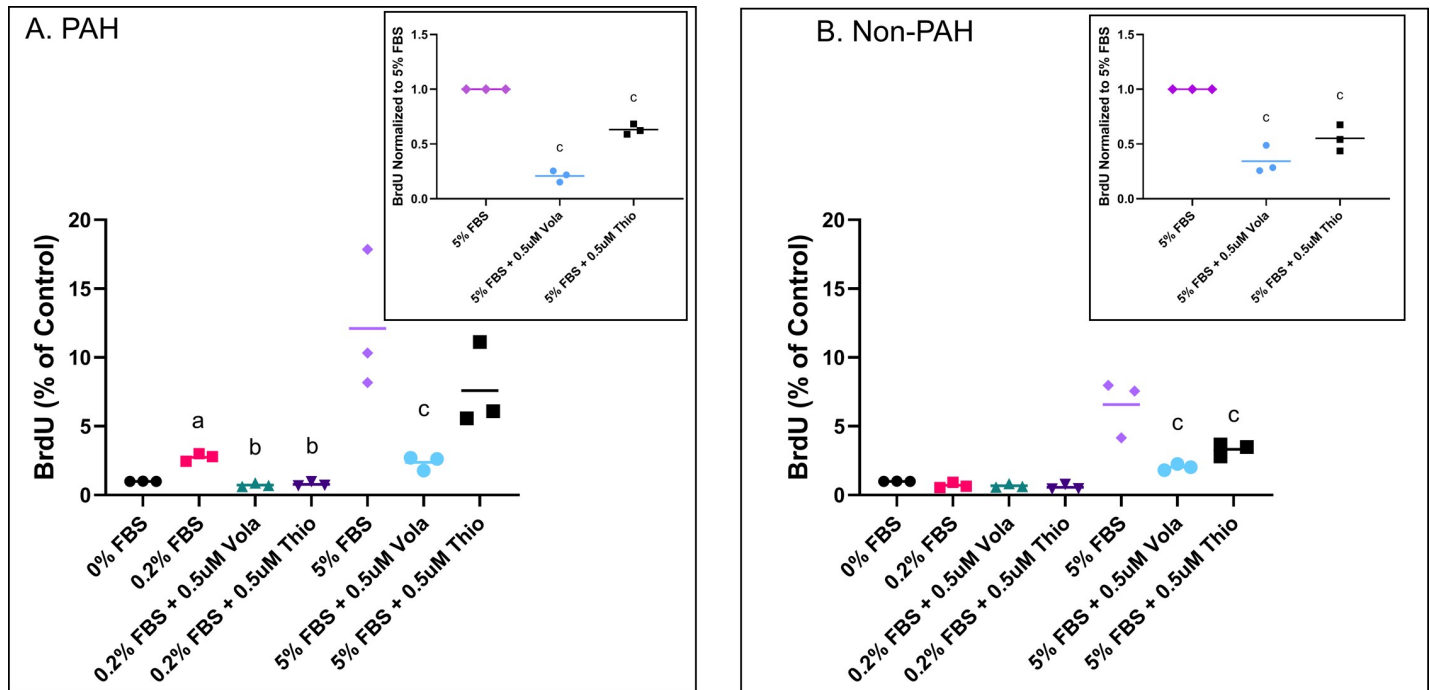 A. PAH
BrdU Normalized to 5% FBS
1.5
1.0
0.5
0.0
c
c
5% FBS
5% FBS + 0.5uM Vola
5% FBS + 0.5uM Thio
BrdU (% of Control)
20
15
10
5
0
a
b
b
c
0% FBS
0.2% FBS
0.2% FBS + 0.5uM Vola
0.2% FBS + 0.5uM Thio
5% FBS
5% FBS + 0.5uM Vola
5% FBS + 0.5uM Thio
B. Non-PAH
BrdU Normalized to 5% FBS
1.5
1.0
0.5
0.0
c
c
5% FBS
5% FBS + 0.5uM Vola
5% FBS + 0.5uM Thio
BrdU (% of Control)
20
15
10
5
0
c
c
0% FBS
0.2% FBS
0.2% FBS + 0.5uM Vola
0.2% FBS + 0.5uM Thio
5% FBS
5% FBS + 0.5uM Vola
5% FBS + 0.5uM Thio